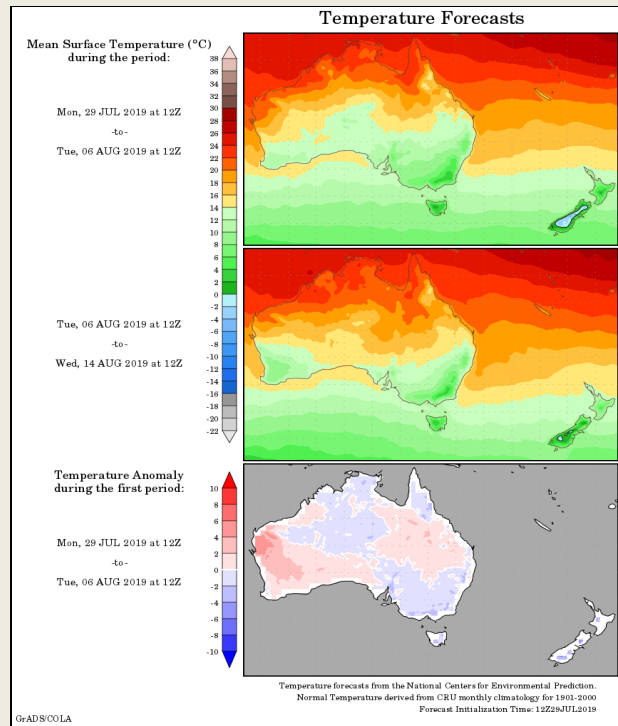 Temperature Forecasts
Mean Surface Temperature (°C)
during the period:
Mon, 29 JUL 2019 at 12Z
-to-
Tue, 06 AUG 2019 at 12Z
38
36
34
32
30
28
26
24
22
20
18
16
14
12
10
8
6
4
2
0
-2
-4
-6
-8
-10
-12
-14
-16
-18
-20
-22
Tue, 06 AUG 2019 at 12Z
-to-
Wed, 14 AUG 2019 at 12Z
Temperature Anomaly
during the first period:
Mon, 29 JUL 2019 at 12Z
-to-
Tue, 06 AUG 2019 at 12Z
10
8
6
4
2
0
-2
-4
-6
-8
-10
Temperature forecasts from the National Centers for Environmental Prediction.
Normal Temperature derived from CRU monthly climatology for 1901-2000
Forecast Initialization Time: 12Z29JUL2019
GrADS/COLA